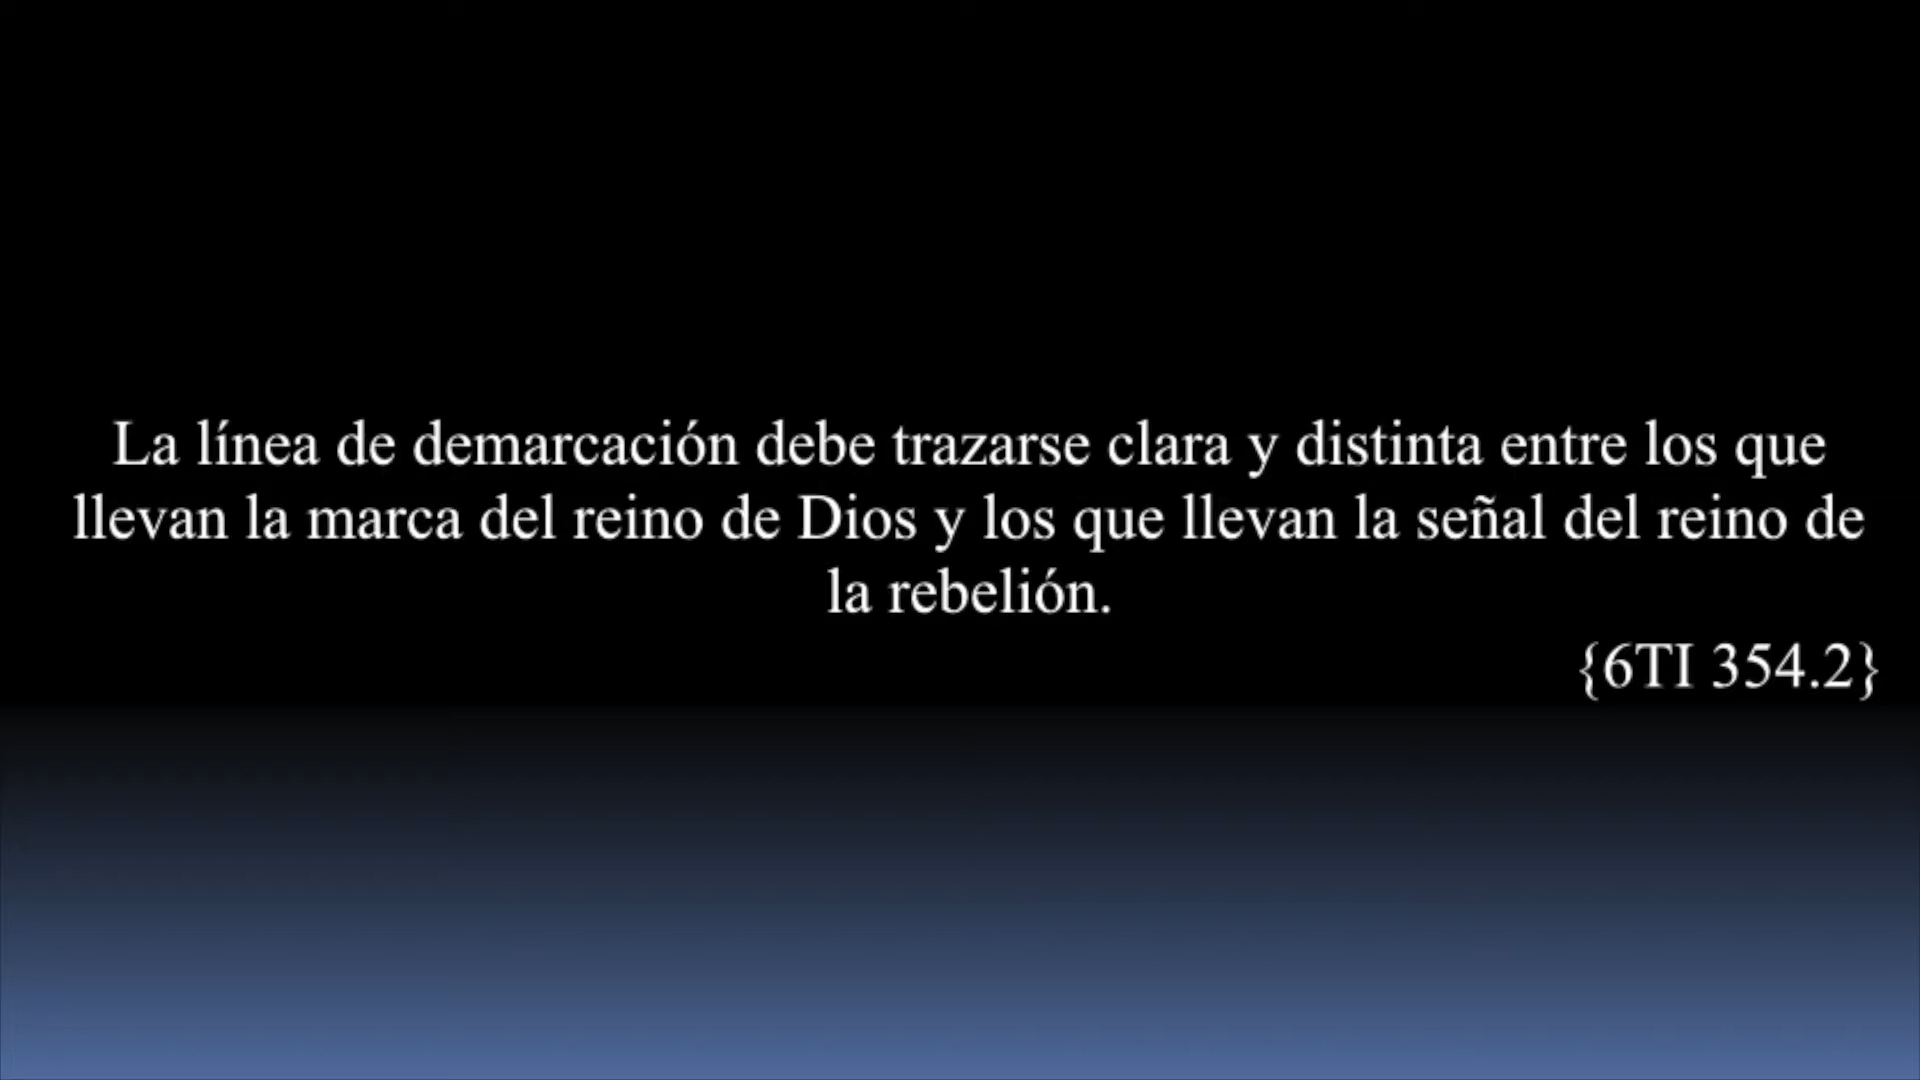 La línea de demarcación debe trazarse clara y distinta entre los que
llevan la marca del reino de Dios y los que llevan la señal del reino de
la rebelión.
{6TI 354.2}